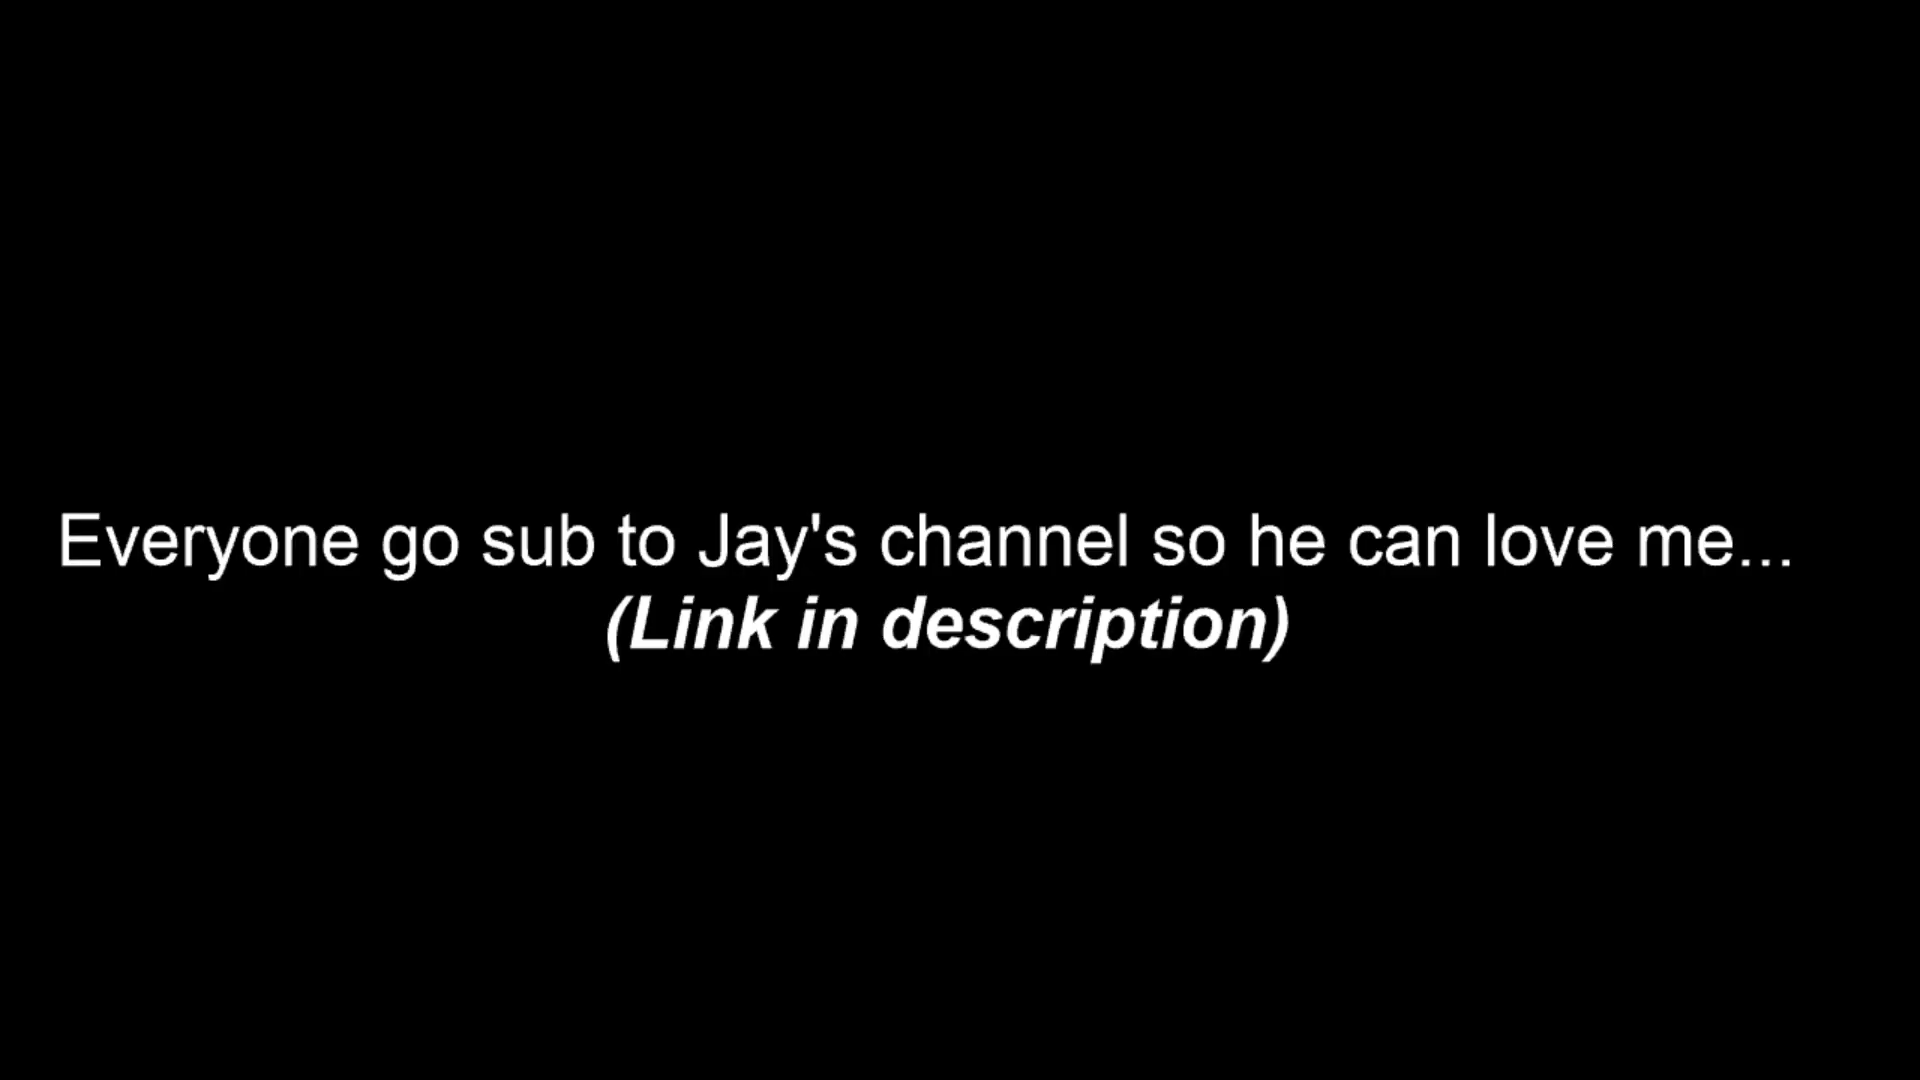 Everyone go sub to Jay's channel so he can love me...
(Link in description)